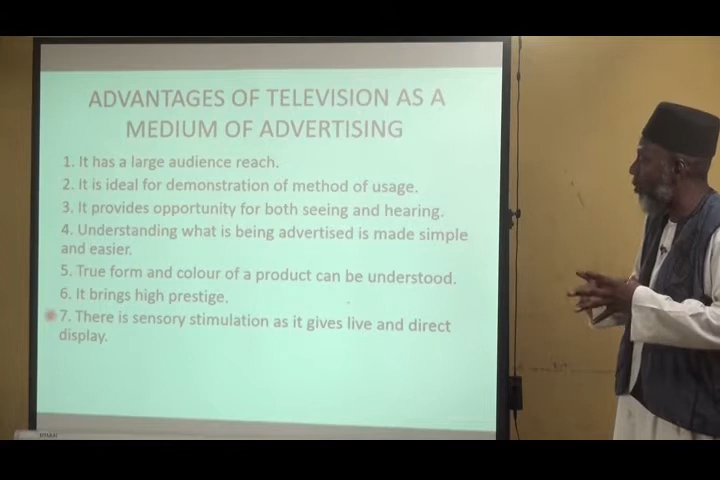 ADVANTAGES OF TELEVISION AS A
MEDIUM OF ADVERTISING
1. It has a large audience reach.
2. It is ideal for demonstration of method of usage.
3. It provides opportunity for both seeing and hearing.
4. Understanding what is being advertised is made simple
and easier.
5. True form and colour of a product can be understood.
6. It brings high prestige.
7. There is sensory stimulation as it gives live and direct
display.